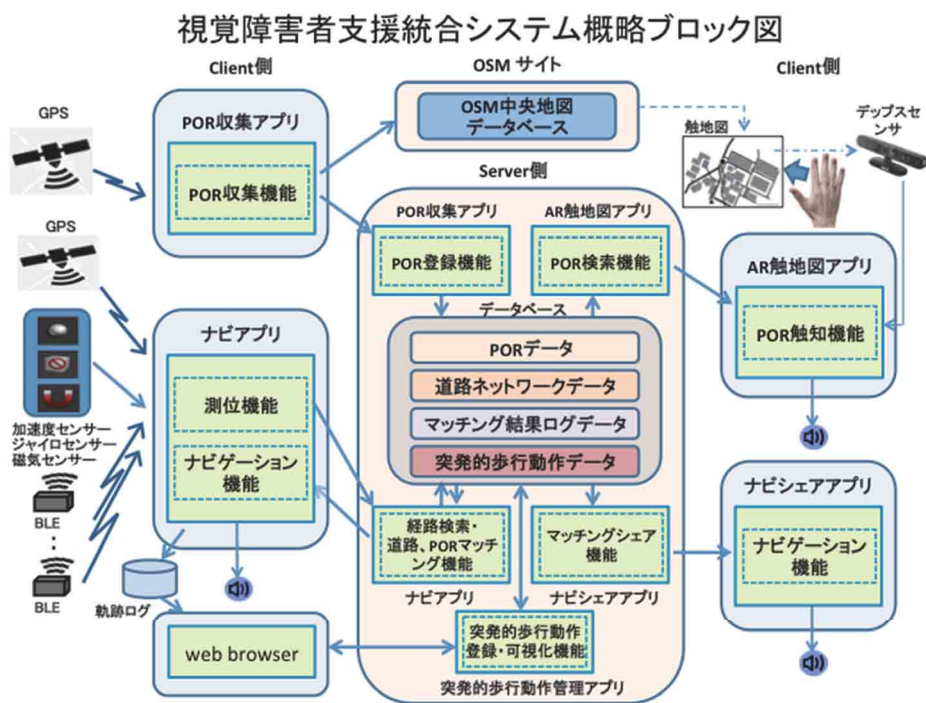 視覚障害者支援統合システム概略ブロック図
Client側
OSM サイト
Client側
GPS
POR収集アプリ
POR収集機能
OSM中央地図
データベース
触地図
デップスセ
ンサ
Server側
POR収集アプリ
AR触地図アプリ
POR登録機能
POR検索機能
GPS
AR触地図アプリ
POR触知機能
データベース
PORデータ
道路ネットワークデータ
マッチング結果ログデータ
突発的歩行動作データ
ナビアプリ
測位機能
ナビゲーション
機能
加速度センサー
ジャイロセンサー
磁気センサー
BLE
：
BLE
経路検索・
道路、PORマッ
チング機能
マッチングシェア
機能
ナビアプリ
ナビシェアアプリ
ナビシェアアプリ
ナビゲーション
機能
軌跡ログ
web browser
突発的歩行動作
登録・可視化機能
突発的歩行動作管理アプリ